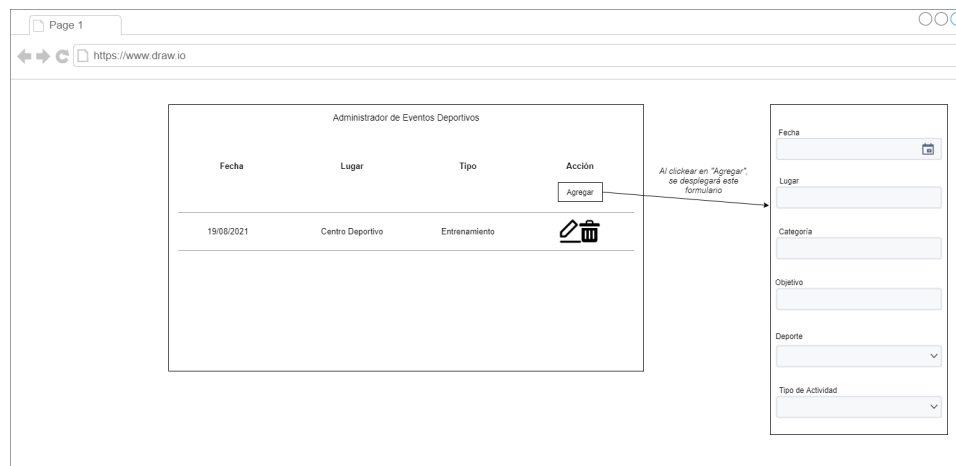 Page 1
https://www.draw.io
Administrador de Eventos Deportivos
Fecha Lugar Tipo Acción
Agregar
19/08/2021 Centro Deportivo Entrenamiento
Al clickear en "Agregar",
se desplegará este
formulario
Fecha
Lugar
Categoría
Objetivo
Deporte
Tipo de Actividad